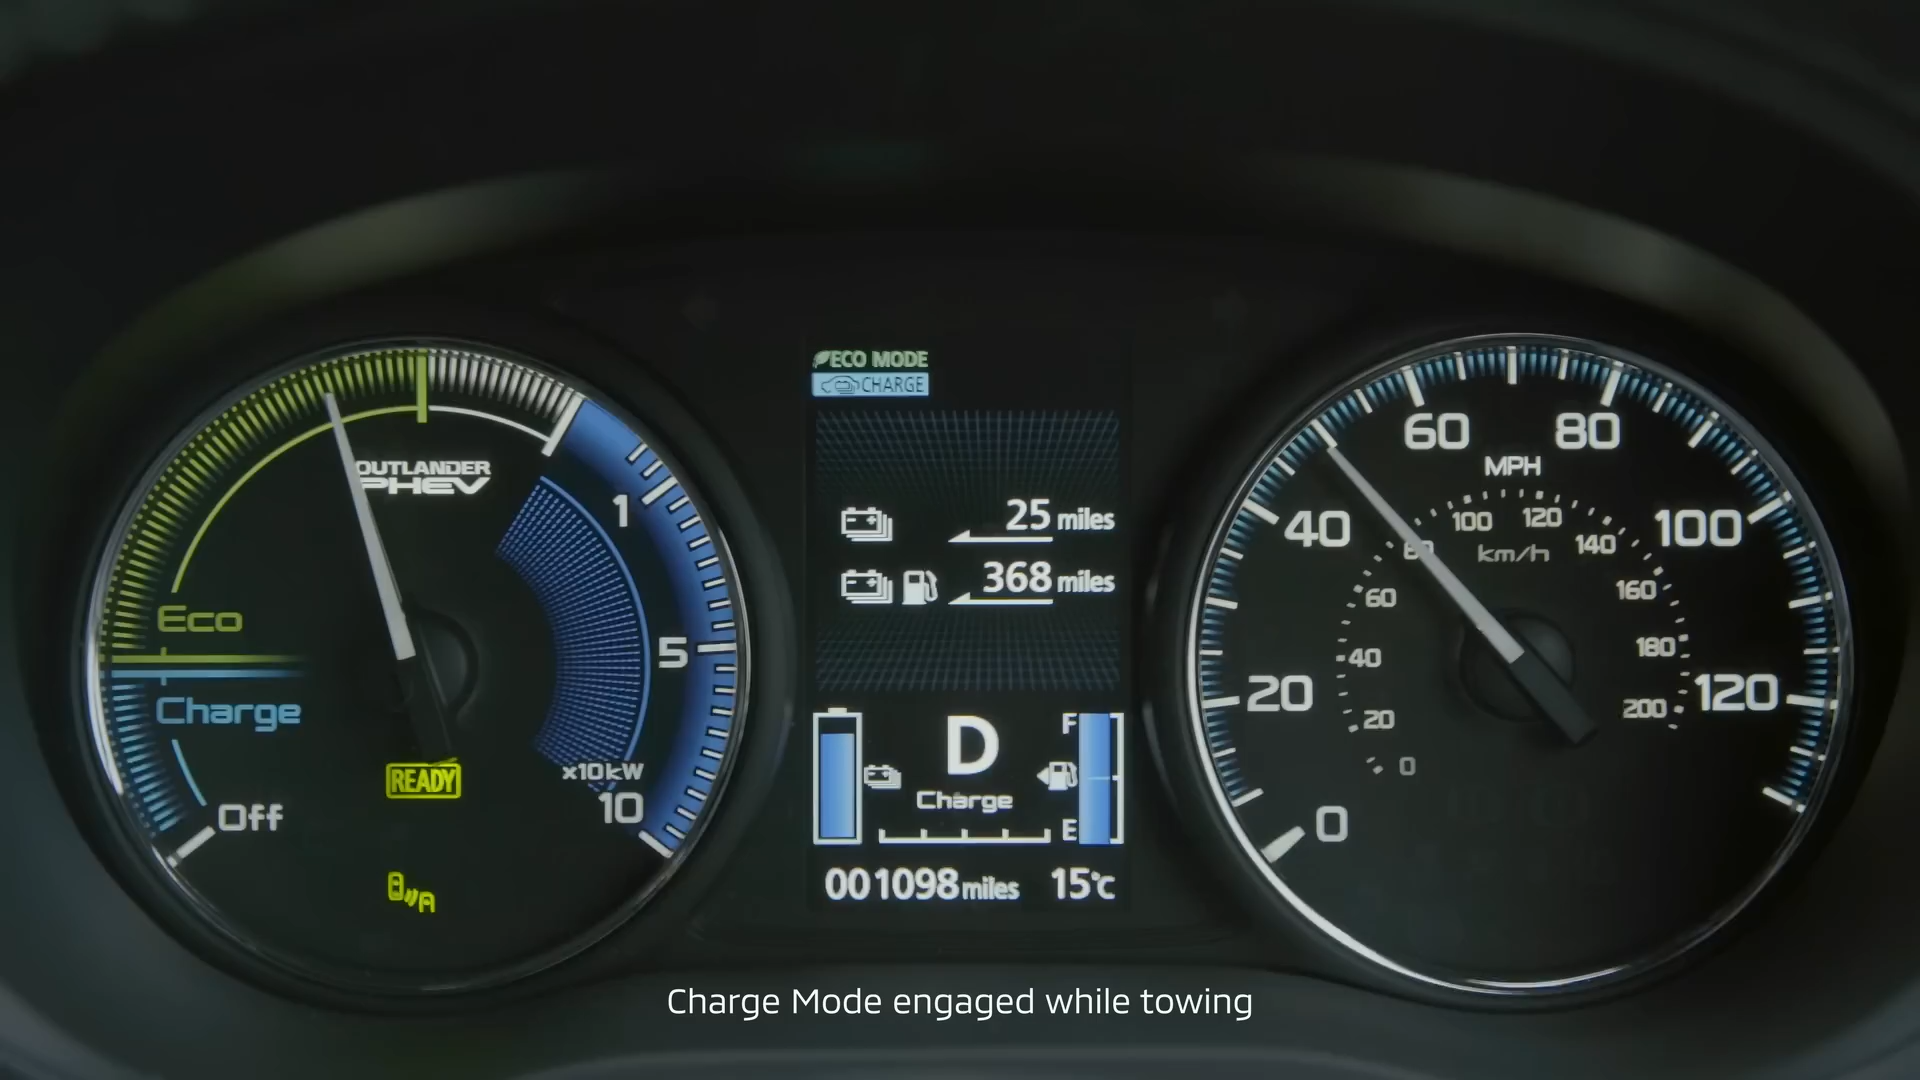 ECO MODE
CHARGE
OUTLANDER
PHEV
Eco
Charge
Off
READY
1
5
x10kW
10
A
25 miles
368 miles
D
Charge
F
E
001098 miles 15°C
0
20
40
60
80
100
120
MPH
km/h
0
20
40
60
80
100
120
140
160
180
200
Charge Mode engaged while towing